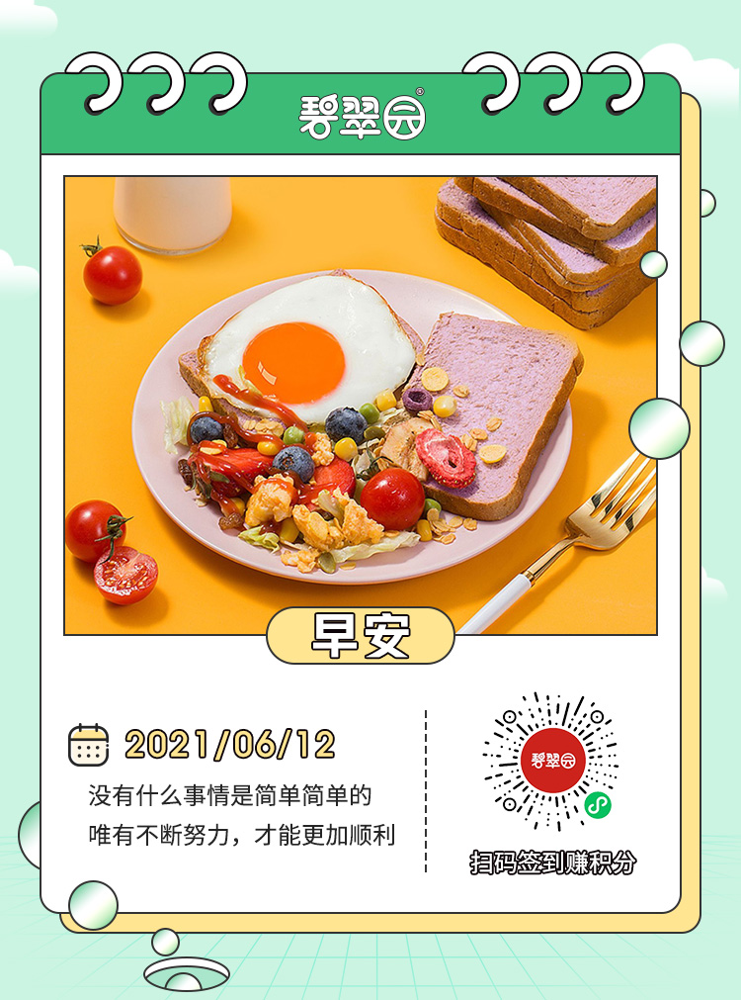 碧翠园®
早安
2021/06/12
没有什么事情是简单简单的
唯有不断努力，才能更加顺利
碧翠园
扫码签到赚积分